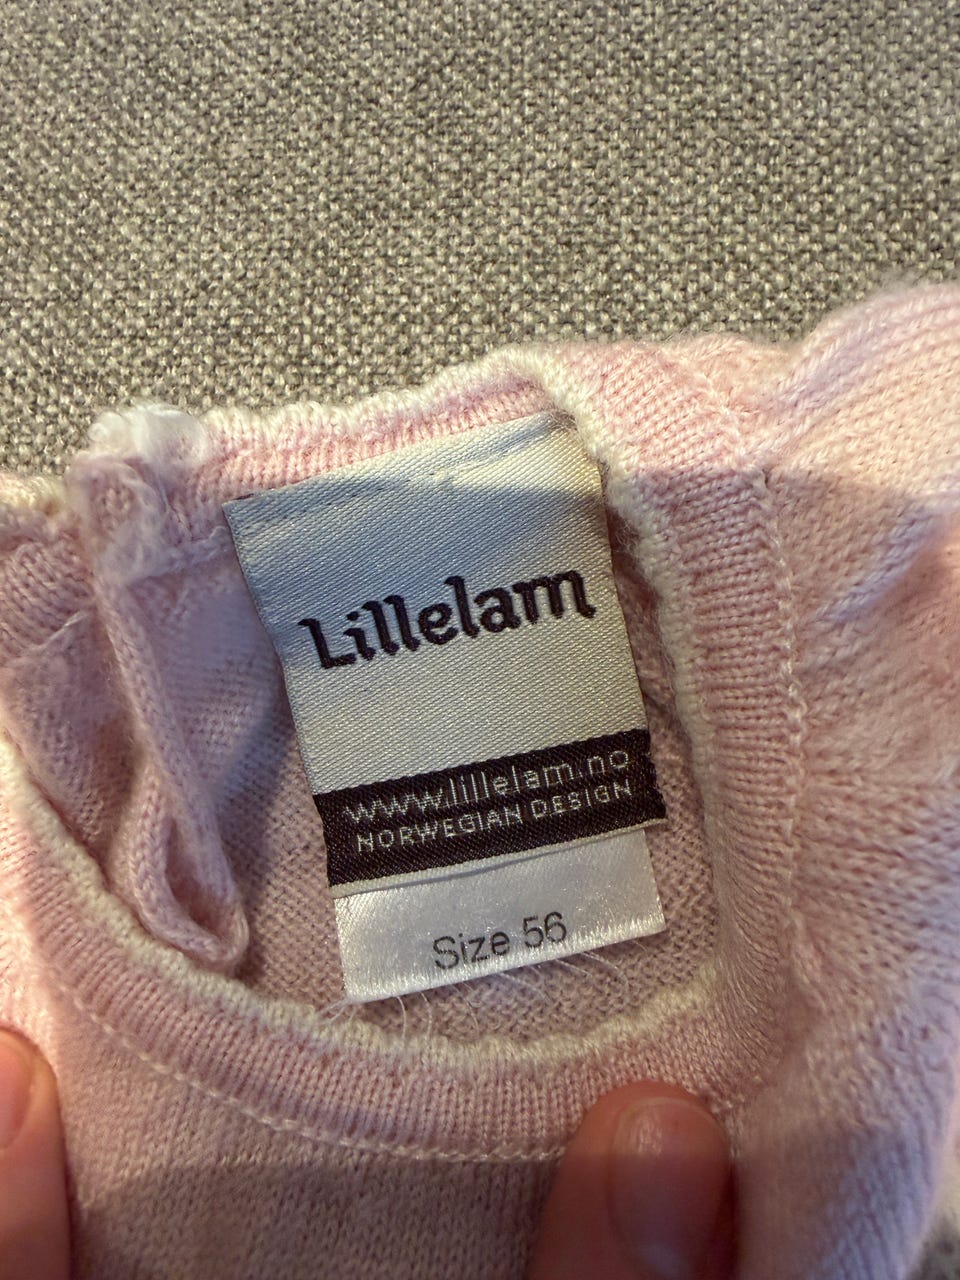 Lillelam
www.lillelam.no
NORWEGIAN DESIGN
Size 56